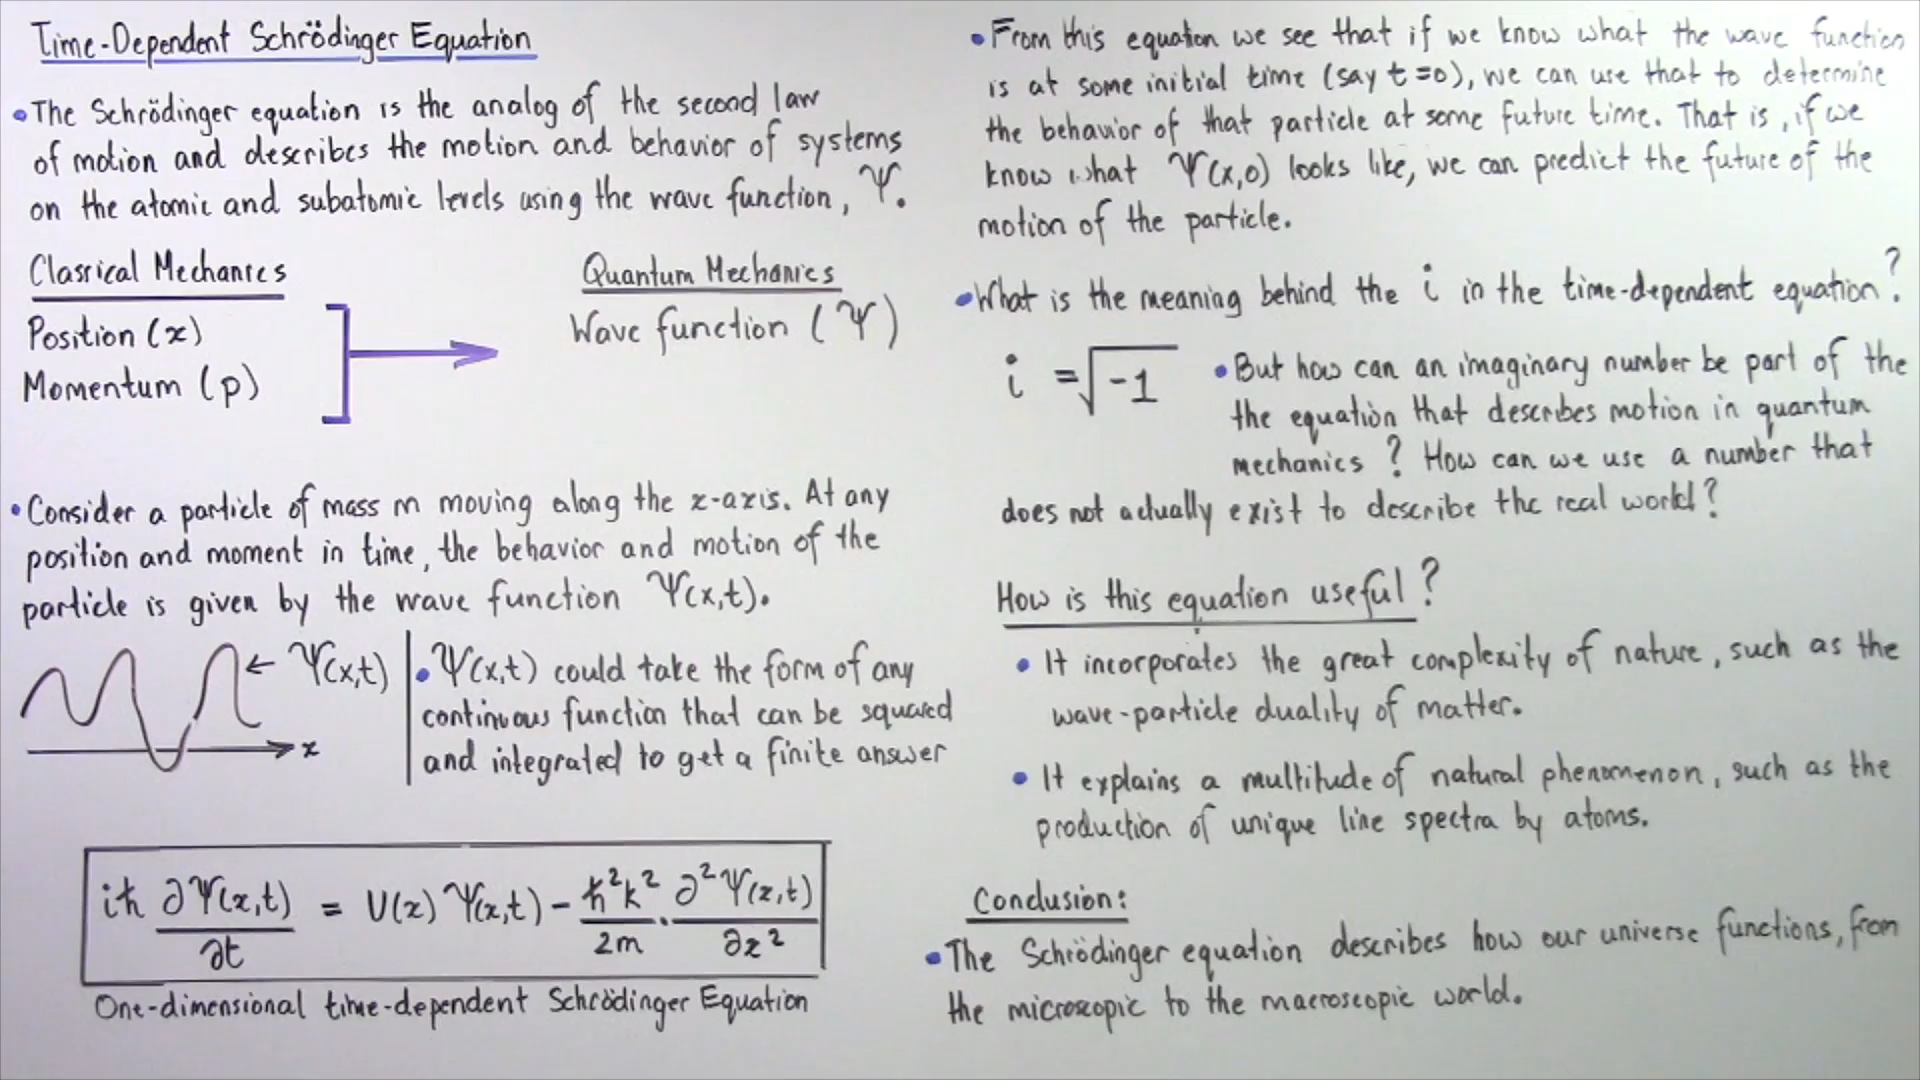 Time-Dependent Schrödinger Equation
• The Schrödinger equation is the analog of the second law
of motion and describes the motion and behavior of systems
on the atomic and subatomic levels using the wave function, Ψ.
Classical Mechanics
Position (x)
Momentum (p)
Quantum Mechanics
Wave function (Ψ)
• Consider a particle of mass m moving along the x-axis. At any
position and moment in time, the behavior and motion of the
particle is given by the wave function Ψ(x,t).
← Ψ(x,t)
x
• Ψ(x,t) could take the form of any
continuous function that can be squared
and integrated to get a finite answer
iħ ∂Ψ(x,t)/∂t = U(x) Ψ(x,t) - ħ²k²/2m · ∂²Ψ(x,t)/∂x²
One-dimensional time-dependent Schrödinger Equation
• From this equation we see that if we know what the wave function
is at some initial time (say t=0), we can use that to determine
the behavior of that particle at some future time. That is, if we
know what Ψ(x,0) looks like, we can predict the future of the
motion of the particle.
• What is the meaning behind the i in the time-dependent equation?
i = √-1
• But how can an imaginary number be part of the
the equation that describes motion in quantum
mechanics? How can we use a number that
does not actually exist to describe the real world?
How is this equation useful?
• It incorporates the great complexity of nature, such as the
wave-particle duality of matter.
• It explains a multitude of natural phenomenon, such as the
production of unique line spectra by atoms.
Conclusion:
• The Schrödinger equation describes how our universe functions, from
the microscopic to the macroscopic world.